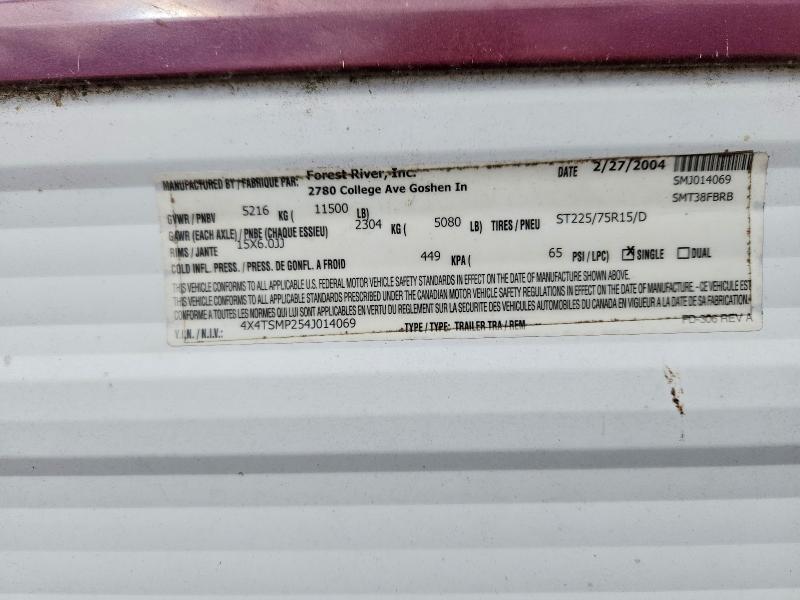 MANUFACTURED BY / FABRIQUE PAR: Forest River, Inc. DATE 2/27/2004
2780 College Ave Goshen In SMJ014069
SMT38FBRB
GVWR / PNBV 5216 KG ( 11500 LB)
GAWR (EACH AXLE) / PNBE (CHAQUE ESSIEU) 2304 KG ( 5080 LB) TIRES / PNEU ST225/75R15/D
RIMS / JANTE 15X6.0JJ
COLD INFL. PRESS. / PRESS. DE GONFL. A FROID 449 KPA ( 65 PSI / LPC) SINGLE DUAL
THIS VEHICLE CONFORMS TO ALL APPLICABLE U.S. FEDERAL MOTOR VEHICLE SAFETY STANDARDS IN EFFECT ON THE DATE OF MANUFACTURE SHOWN ABOVE.
THIS VEHICLE CONFORMS TO ALL APPLICABLE STANDARDS PRESCRIBED UNDER THE CANADIAN MOTOR VEHICLE SAFETY REGULATIONS IN EFFECT ON THE DATE OF MANUFACTURE. - CE VEHICULE EST
CONFORME A TOUTES LES NORMES QUI LUI SONT APPLICABLES EN VERTU DU REGLEMENT SUR LA SECURITE DES VEHICULES AUTOMOBILES DU CANADA EN VIGUEUR A LA DATE DE SA FABRICATION.
V.I.N. / N.I.V.: 4X4TSMP254J014069 TYPE / TYPE: TRAILER TRA / REM PD-306 REV A